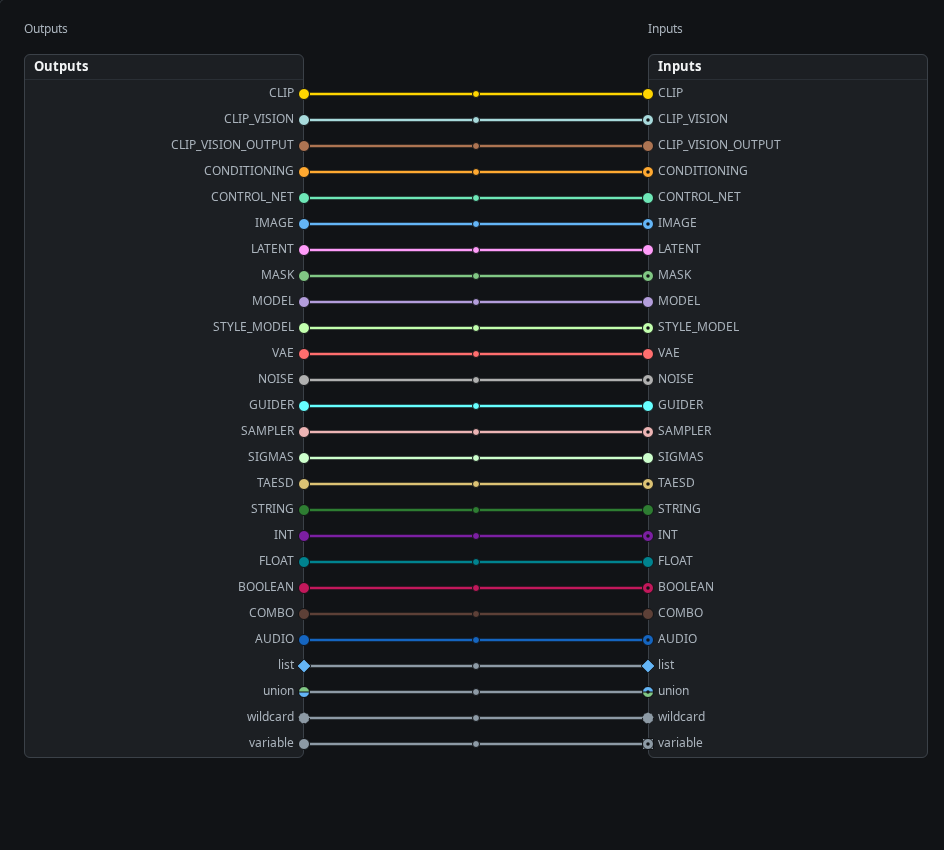 Outputs
Inputs
Outputs
Inputs
CLIP CLIP
CLIP_VISION CLIP_VISION
CLIP_VISION_OUTPUT CLIP_VISION_OUTPUT
CONDITIONING CONDITIONING
CONTROL_NET CONTROL_NET
IMAGE IMAGE
LATENT LATENT
MASK MASK
MODEL MODEL
STYLE_MODEL STYLE_MODEL
VAE VAE
NOISE NOISE
GUIDER GUIDER
SAMPLER SAMPLER
SIGMAS SIGMAS
TAESD TAESD
STRING STRING
INT INT
FLOAT FLOAT
BOOLEAN BOOLEAN
COMBO COMBO
AUDIO AUDIO
list list
union union
wildcard wildcard
variable variable